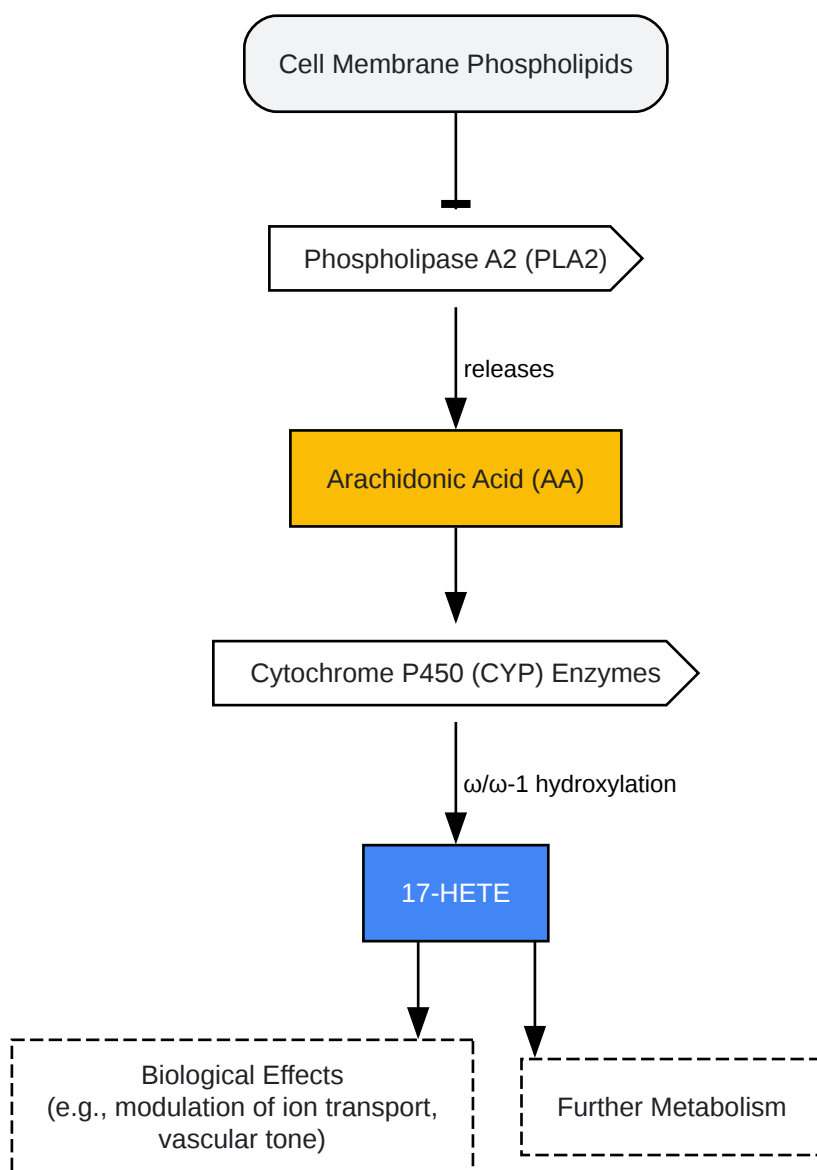 Cell Membrane Phospholipids
Phospholipase A2 (PLA2)
releases
Arachidonic Acid (AA)
Cytochrome P450 (CYP) Enzymes
ω/ω-1 hydroxylation
17-HETE
Biological Effects
(e.g., modulation of ion transport,
vascular tone)
Further Metabolism